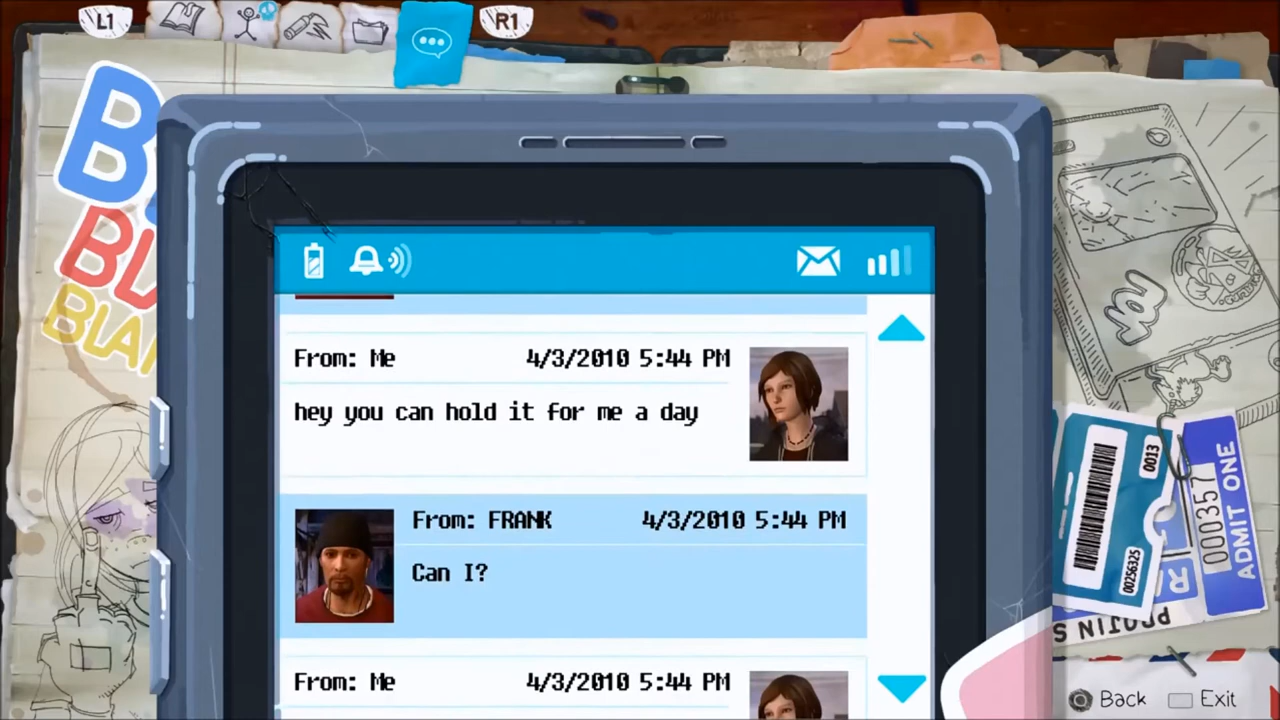 L1
R1
From: Me 4/3/2010 5:44 PM
hey you can hold it for me a day
From: FRANK 4/3/2010 5:44 PM
Can I?
From: Me 4/3/2010 5:44 PM
0013
00256325
000357
ADMIT ONE
Back
Exit